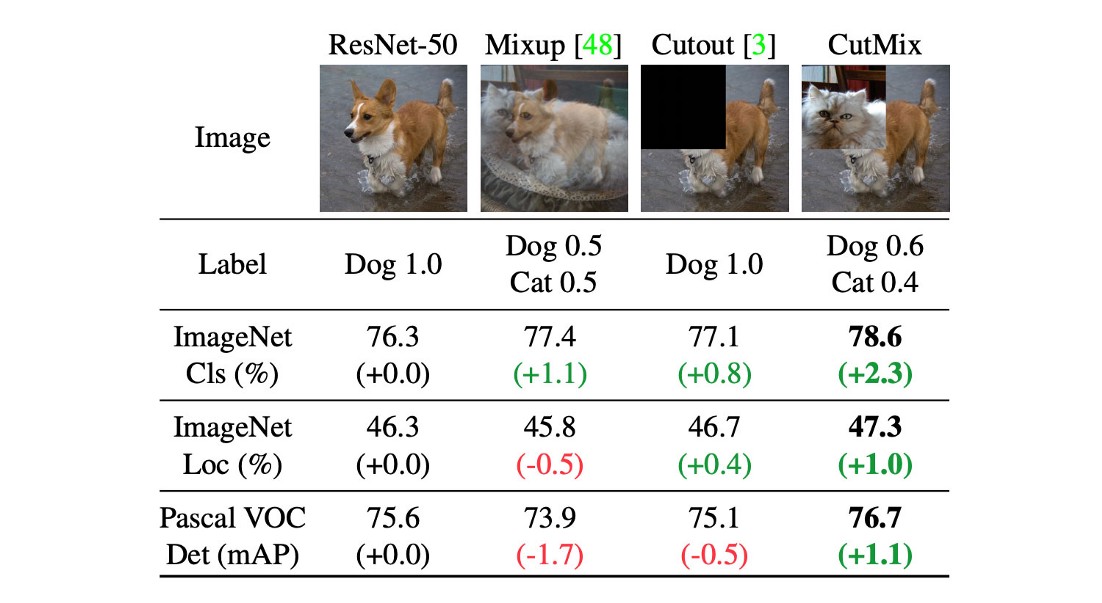 ResNet-50 Mixup [48] Cutout [3] CutMix
Image
Label Dog 1.0 Dog 0.5 Cat 0.5 Dog 1.0 Dog 0.6 Cat 0.4
ImageNet 76.3 77.4 77.1 78.6
Cls (%) (+0.0) (+1.1) (+0.8) (+2.3)
ImageNet 46.3 45.8 46.7 47.3
Loc (%) (+0.0) (-0.5) (+0.4) (+1.0)
Pascal VOC 75.6 73.9 75.1 76.7
Det (mAP) (+0.0) (-1.7) (-0.5) (+1.1)